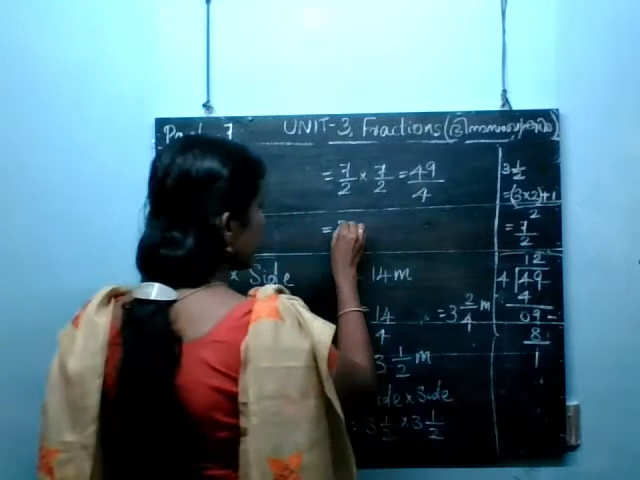 UNIT-3, Fractions (
= 7/2 × 7/2 = 49/4
=
× Side
14 m
= 14/4 = 3 2/4 m
3 1/2 m
ide × Side
= 3 1/2 × 3 1/2
3 1/2
= (3×2)+1
2
= 7/2
12
4 49
4
09
8
1